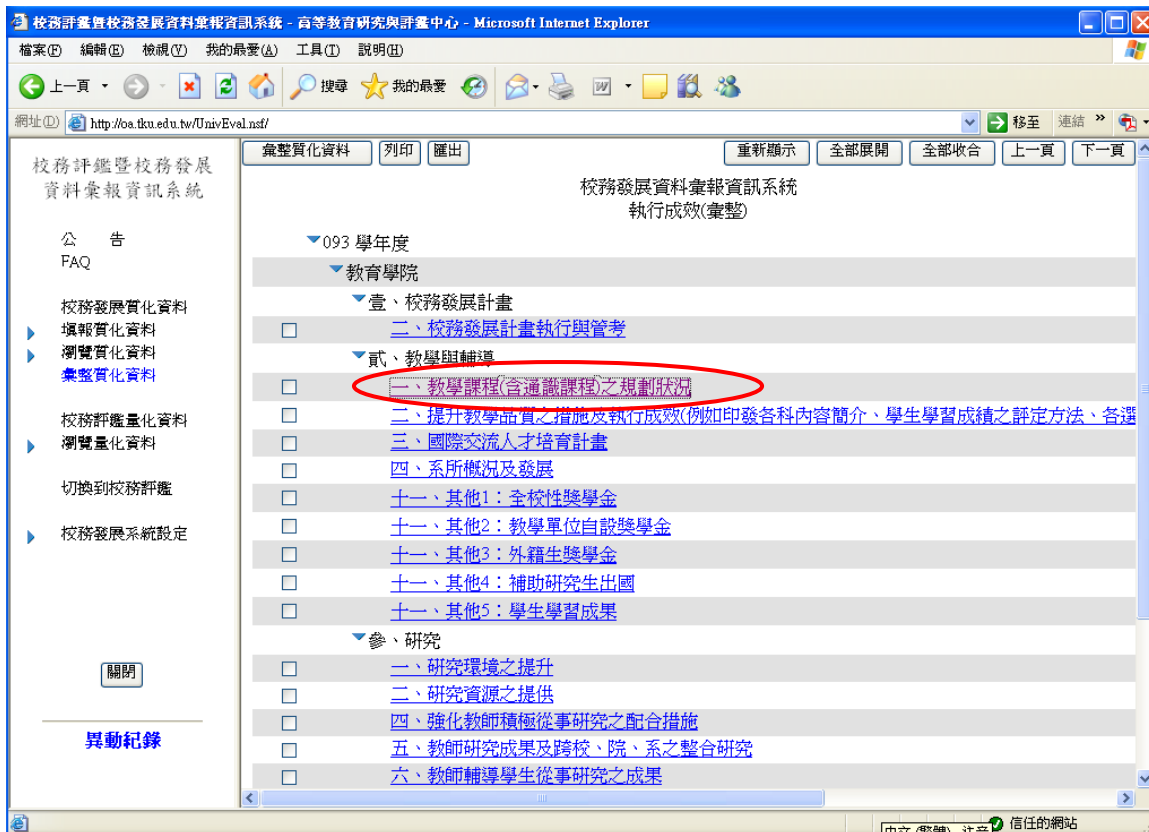 校務評鑑暨校務發展資料彙報資訊系統 - 高等教育研究與評鑑中心 - Microsoft Internet Explorer
檔案(F) 編輯(E) 檢視(V) 我的最愛(A) 工具(T) 說明(H)
上一頁 搜尋 我的最愛
網址(D) http://oa.tku.edu.tw/UnivEval.nsf/ 移至 連結 »
校務評鑑暨校務發展
資料彙報資訊系統
公 告
FAQ
校務發展質化資料
填報質化資料
瀏覽質化資料
彙整質化資料
校務評鑑量化資料
瀏覽量化資料
切換到校務評鑑
校務發展系統設定
關閉
異動紀錄
彙整質化資料 列印 匯出 重新顯示 全部展開 全部收合 上一頁 下一頁
校務發展資料彙報資訊系統
執行成效(彙整)
093 學年度
教育學院
壹、校務發展計畫
二、校務發展計畫執行與管考
貳、教學與輔導
一、教學課程(含通識課程)之規劃狀況
二、提升教學品質之措施及執行成效(例如印發各科內容簡介、學生學習成績之評定方法、各選
三、國際交流人才培育計畫
四、系所概況及發展
十一、其他1：全校性獎學金
十一、其他2：教學單位自設獎學金
十一、其他3：外籍生獎學金
十一、其他4：補助研究生出國
十一、其他5：學生學習成果
參、研究
一、研究環境之提升
二、研究資源之提供
四、強化教師積極從事研究之配合措施
五、教師研究成果及跨校、院、系之整合研究
六、教師輔導學生從事研究之成果
信任的網站